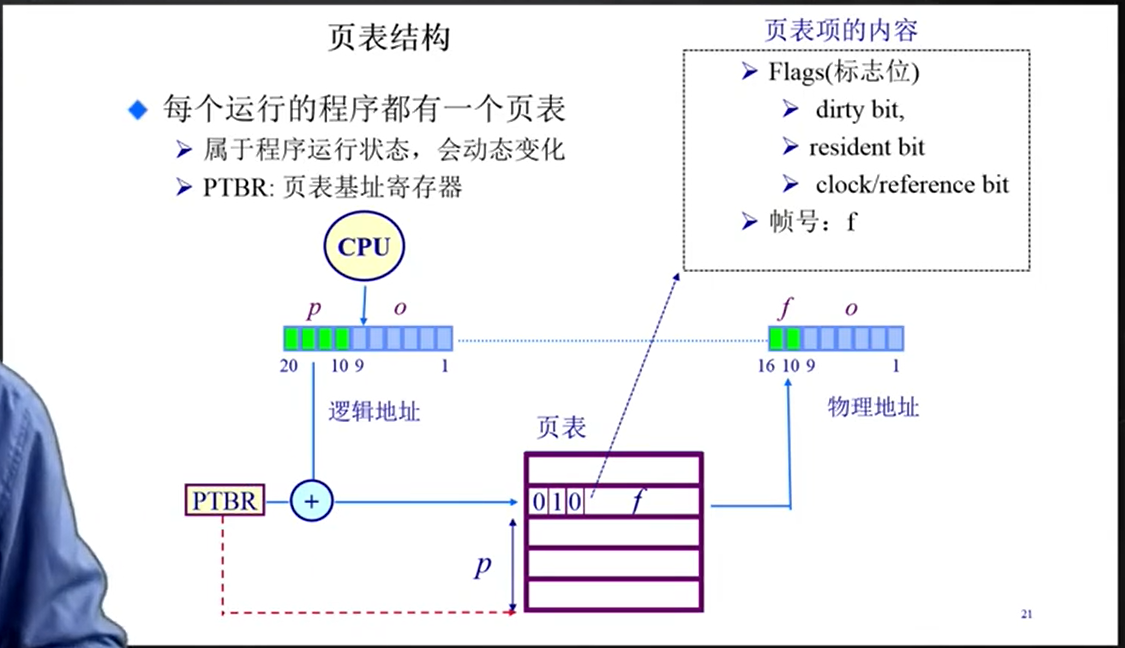 页表结构
每个运行的程序都有一个页表
属于程序运行状态，会动态变化
PTBR: 页表基址寄存器
页表项的内容
Flags(标志位)
dirty bit,
resident bit
clock/reference bit
帧号：f
CPU
p o
20 10 9 1
逻辑地址
f o
16 10 9 1
物理地址
页表
PTBR + 0 1 0 f
p
21